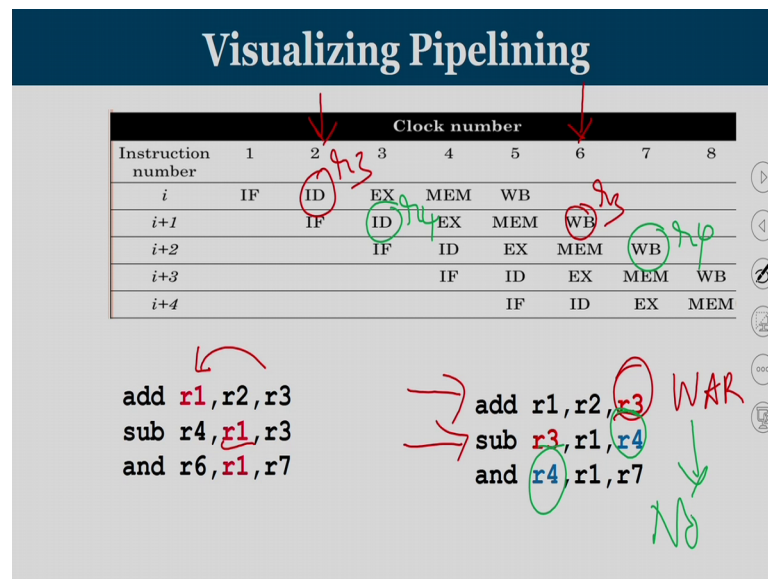 Visualizing Pipelining
Clock number
Instruction number 1 2 3 4 5 6 7 8
i IF ID EX MEM WB
i+1 IF ID EX MEM WB
i+2 IF ID EX MEM WB
i+3 IF ID EX MEM WB
i+4 IF ID EX MEM
r3
r4
r3
r4
add r1,r2,r3
sub r4,r1,r3
and r6,r1,r7
add r1,r2,r3
sub r3,r1,r4
and r4,r1,r7
WAR
No